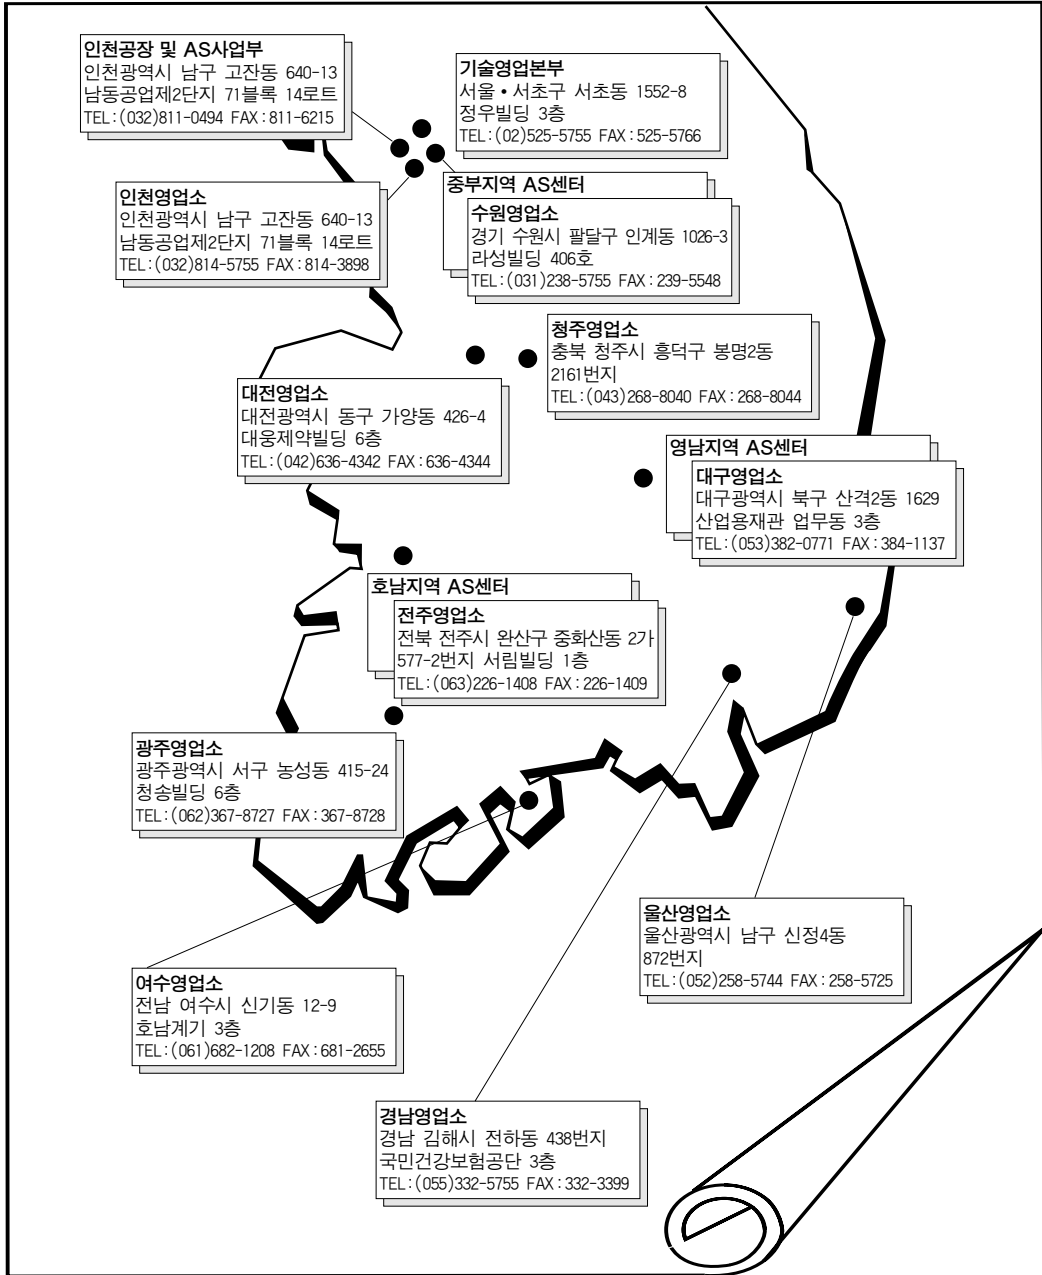 인천공장 및 AS사업부
인천광역시 남구 고잔동 640-13
남동공업제2단지 71블록 14로트
TEL:(032)811-0494 FAX:811-6215
기술영업본부
서울•서초구 서초동 1552-8
정우빌딩 3층
TEL:(02)525-5755 FAX:525-5766
인천영업소
인천광역시 남구 고잔동 640-13
남동공업제2단지 71블록 14로트
TEL:(032)814-5755 FAX:814-3898
중부지역 AS센터
수원영업소
경기 수원시 팔달구 인계동 1026-3
라성빌딩 406호
TEL:(031)238-5755 FAX:239-5548
청주영업소
충북 청주시 흥덕구 봉명2동
2161번지
TEL:(043)268-8040 FAX:268-8044
대전영업소
대전광역시 동구 가양동 426-4
대웅제약빌딩 6층
TEL:(042)636-4342 FAX:636-4344
영남지역 AS센터
대구영업소
대구광역시 북구 산격2동 1629
산업용재관 업무동 3층
TEL:(053)382-0771 FAX:384-1137
호남지역 AS센터
전주영업소
전북 전주시 완산구 중화산동 2가
577-2번지 서림빌딩 1층
TEL:(063)226-1408 FAX:226-1409
광주영업소
광주광역시 서구 농성동 415-24
청송빌딩 6층
TEL:(062)367-8727 FAX:367-8728
울산영업소
울산광역시 남구 신정4동
872번지
TEL:(052)258-5744 FAX:258-5725
여수영업소
전남 여수시 신기동 12-9
호남계기 3층
TEL:(061)682-1208 FAX:681-2655
경남영업소
경남 김해시 전하동 438번지
국민건강보험공단 3층
TEL:(055)332-5755 FAX:332-3399